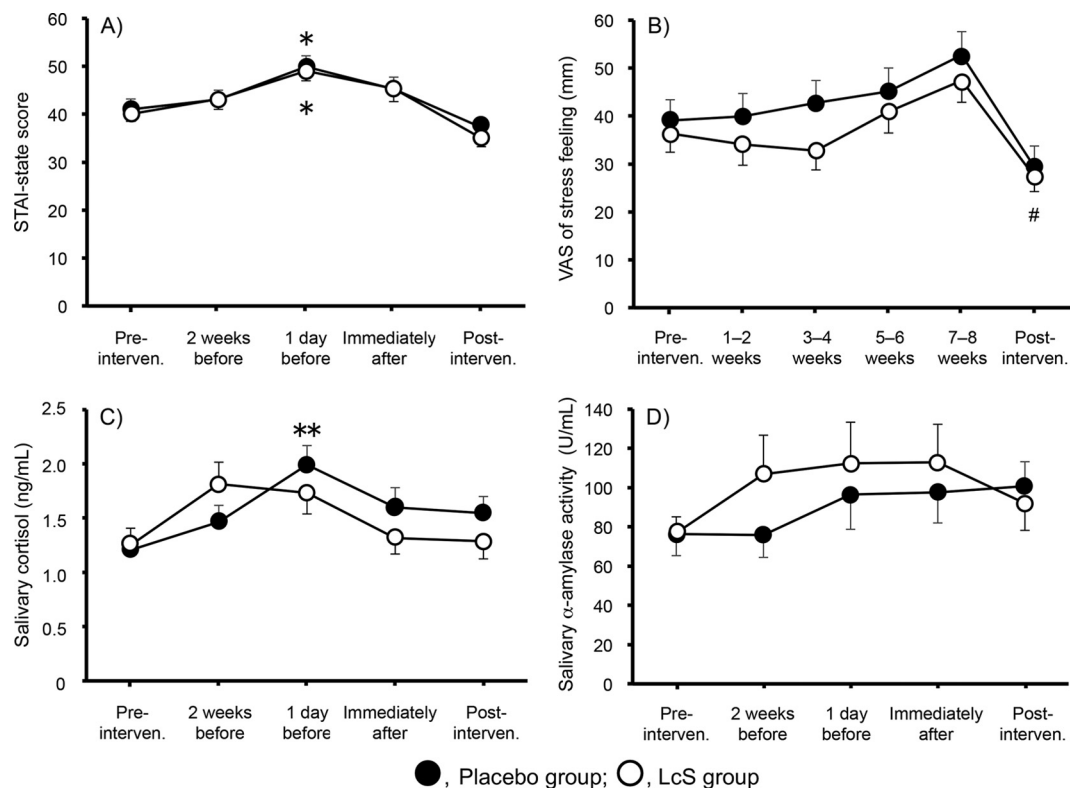 A)
60
50
40
30
20
10
0
STAI-state score
*
*
Pre-
interven.
2 weeks
before
1 day
before
Immediately
after
Post-
interven.
B)
60
50
40
30
20
10
0
VAS of stress feeling (mm)
#
Pre-
interven.
1–2
weeks
3–4
weeks
5–6
weeks
7–8
weeks
Post-
interven.
C)
2.5
2.0
1.5
1.0
0.5
0
Salivary cortisol (ng/mL)
**
Pre-
interven.
2 weeks
before
1 day
before
Immediately
after
Post-
interven.
D)
140
120
100
80
60
40
20
0
Salivary α-amylase activity (U/mL)
Pre-
interven.
2 weeks
before
1 day
before
Immediately
after
Post-
interven.
●, Placebo group; ○, LcS group